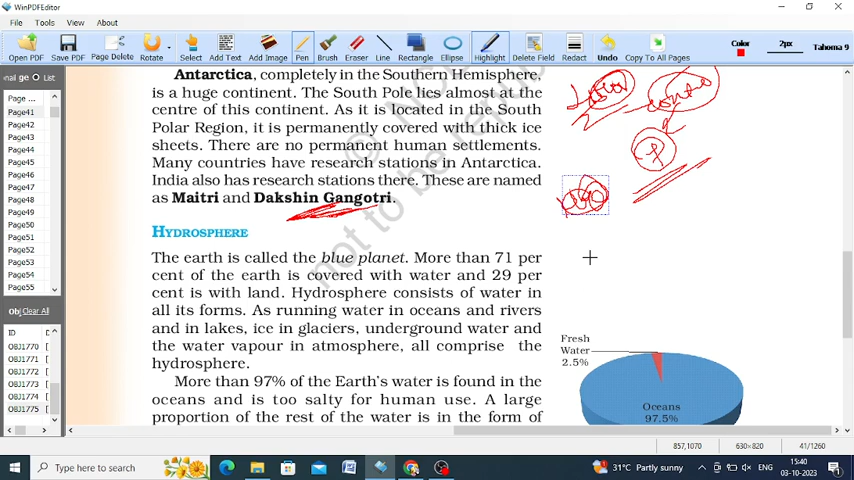 WinPDFEditor
File Tools View About
Open PDF Save PDF Page Delete Rotate Select Add Text Add Image Pen Brush Eraser Line Rectangle Ellipse Highlight Delete Field Redact Undo Copy To All Pages Color 2px Tahoma 9
nail ge
Page ...
Page41
Page42
Page43
Page44
Page45
Page46
Page47
Page48
Page49
Page50
Page51
Page52
Page53
Page54
Page55
Obj Clear All
ID
OBJ1770 [
OBJ1771 [
OBJ1772 [
OBJ1773 [
OBJ1774 [
OBJ1775 [
Antarctica, completely in the Southern Hemisphere,
is a huge continent. The South Pole lies almost at the
centre of this continent. As it is located in the South
Polar Region, it is permanently covered with thick ice
sheets. There are no permanent human settlements.
Many countries have research stations in Antarctica.
India also has research stations there. These are named
as Maitri and Dakshin Gangotri.
HYDROSPHERE
The earth is called the blue planet. More than 71 per
cent of the earth is covered with water and 29 per
cent is with land. Hydrosphere consists of water in
all its forms. As running water in oceans and rivers
and in lakes, ice in glaciers, underground water and
the water vapour in atmosphere, all comprise the
hydrosphere.
More than 97% of the Earth's water is found in the
oceans and is too salty for human use. A large
proportion of the rest of the water is in the form of
not to be repub
Fresh
Water
2.5%
Oceans
97.5%
857,1070 630×820 41/1260
Type here to search
31°C Partly sunny
ENG
15:40
03-10-2023
1